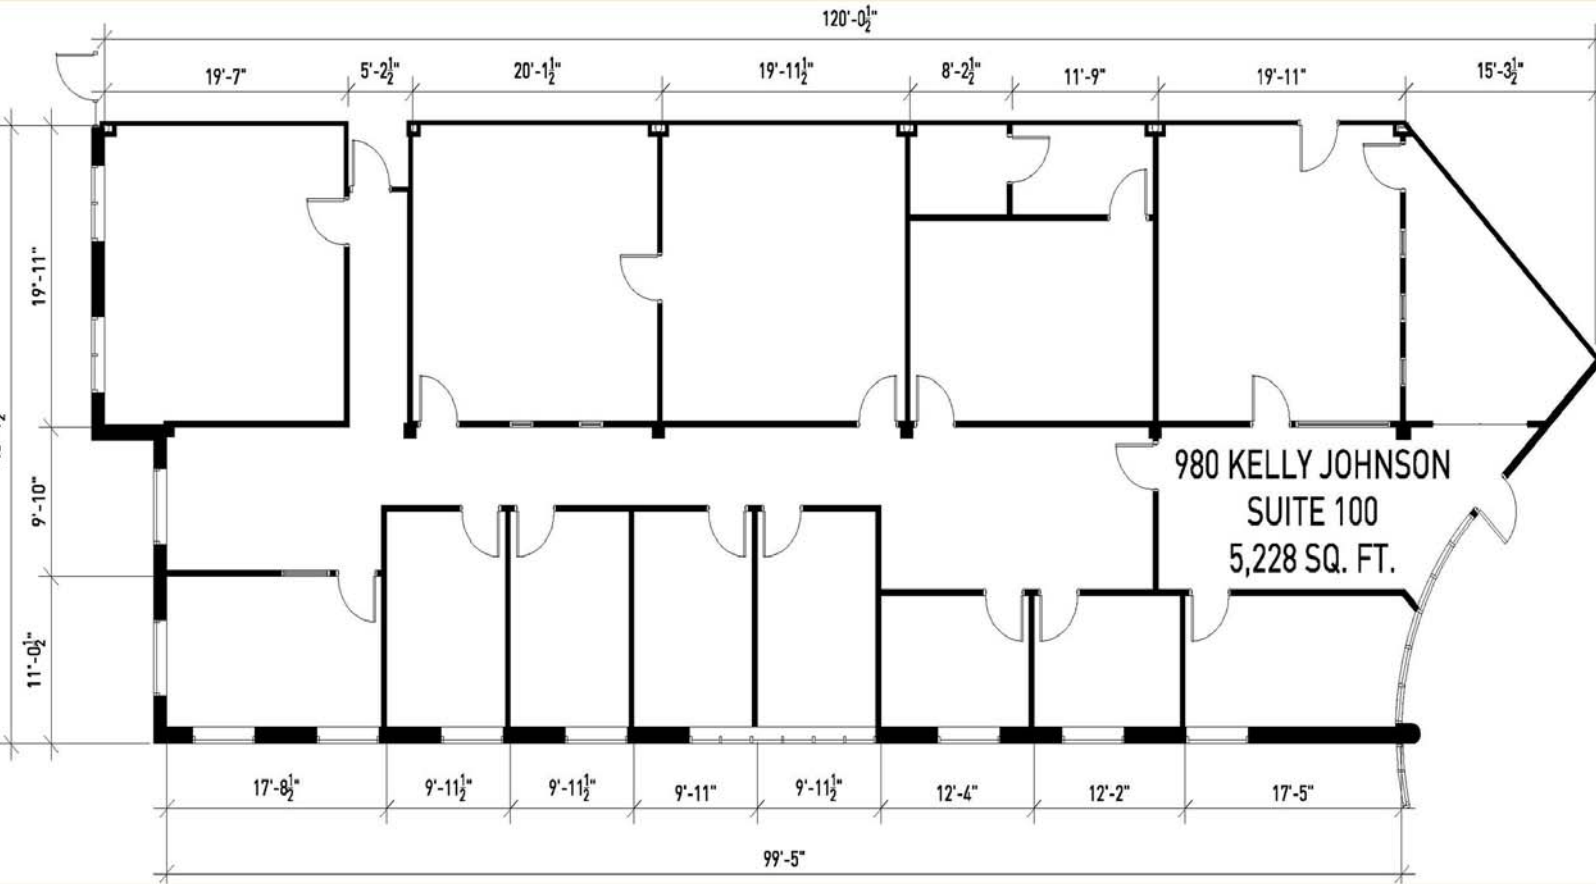 120'-0½"
19'-7" 5'-2½" 20'-1½" 19'-11½" 8'-2½" 11'-9" 19'-11" 15'-3½"
19'-11"
9'-10"
11'-0½"
980 KELLY JOHNSON
SUITE 100
5,228 SQ. FT.
17'-8½" 9'-11½" 9'-11½" 9'-11" 9'-11½" 12'-4" 12'-2" 17'-5"
99'-5"